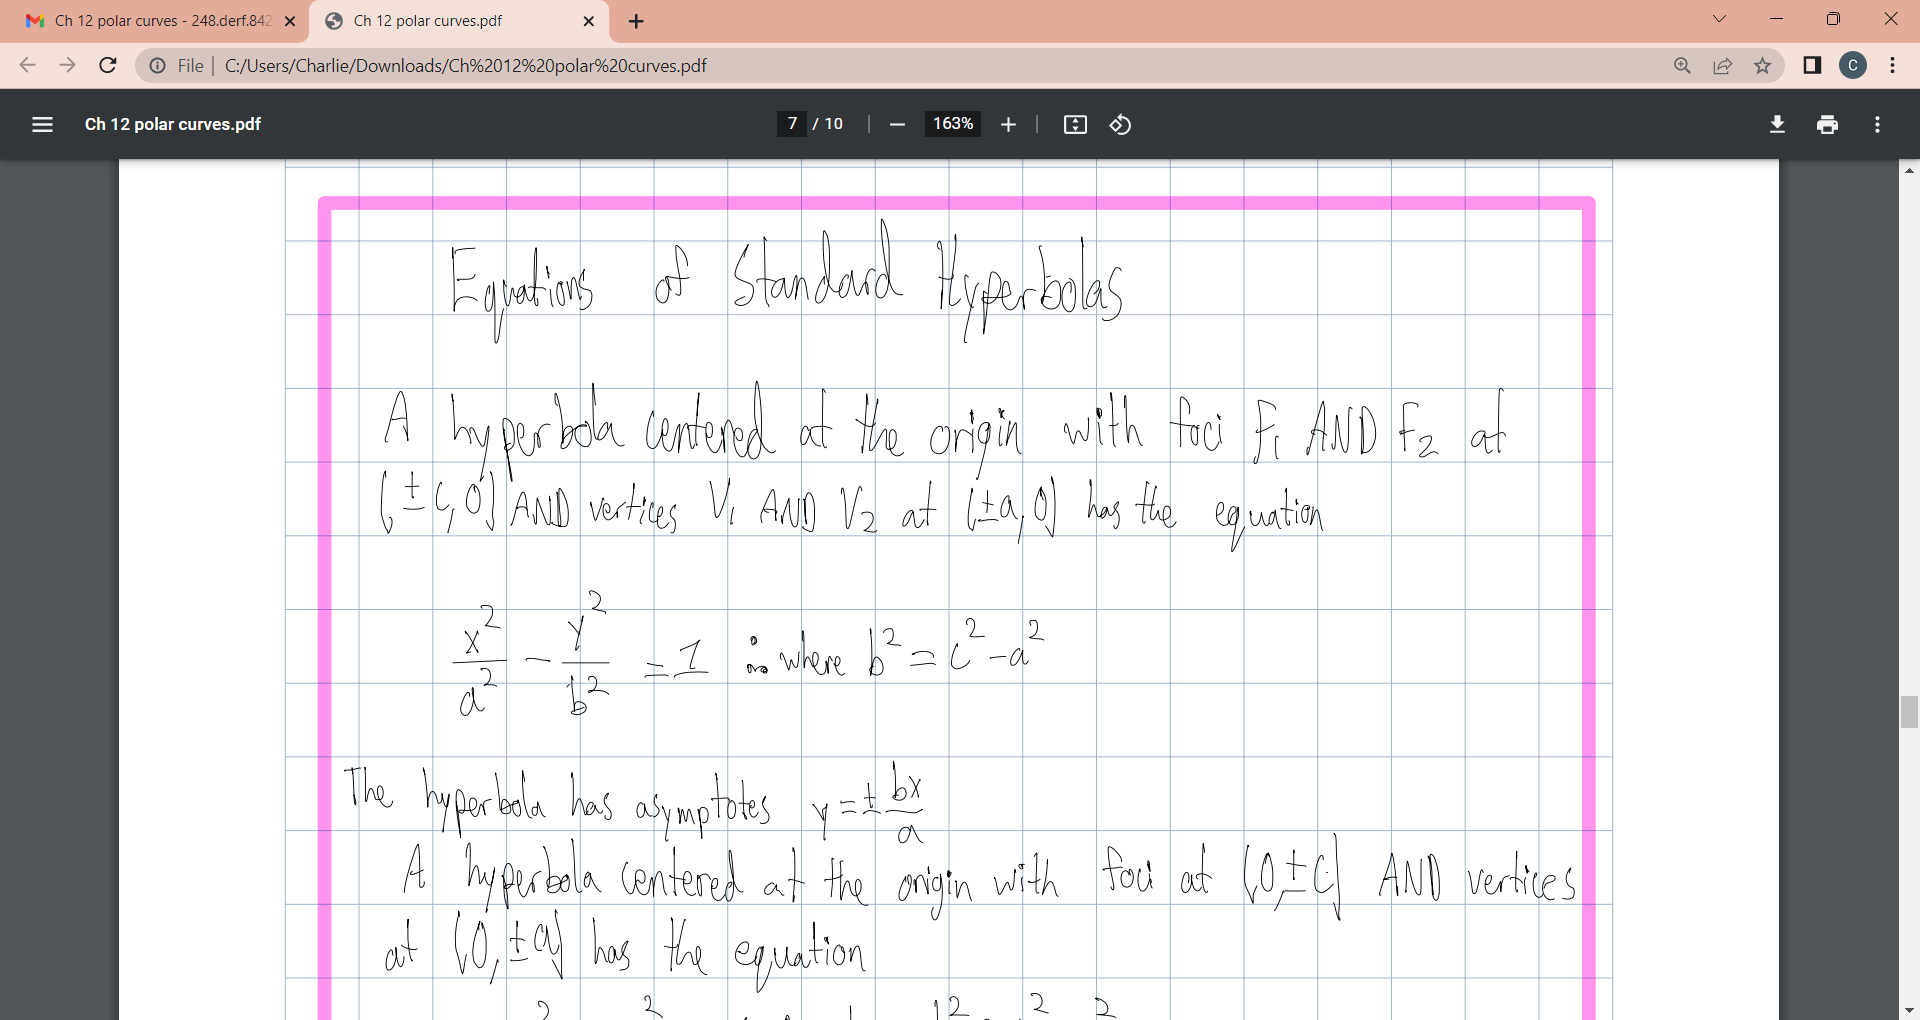 Ch 12 polar curves - 248.derf.842
Ch 12 polar curves.pdf
File | C:/Users/Charlie/Downloads/Ch%2012%20polar%20curves.pdf
C
Ch 12 polar curves.pdf
7 / 10
163%
Equations of Standard Hyperbolas
A hyperbola centered at the origin with foci F₁ AND F₂ at
(±c, 0) AND vertices V₁ AND V₂ at (±a, 0) has the equation
x²/a² - y²/b² = 1 ∴ where b² = c² - a²
The hyperbola has asymptotes y = ± bx/a
A hyperbola centered at the origin with foci at (0, ±c) AND vertices
at (0, ±a) has the equation